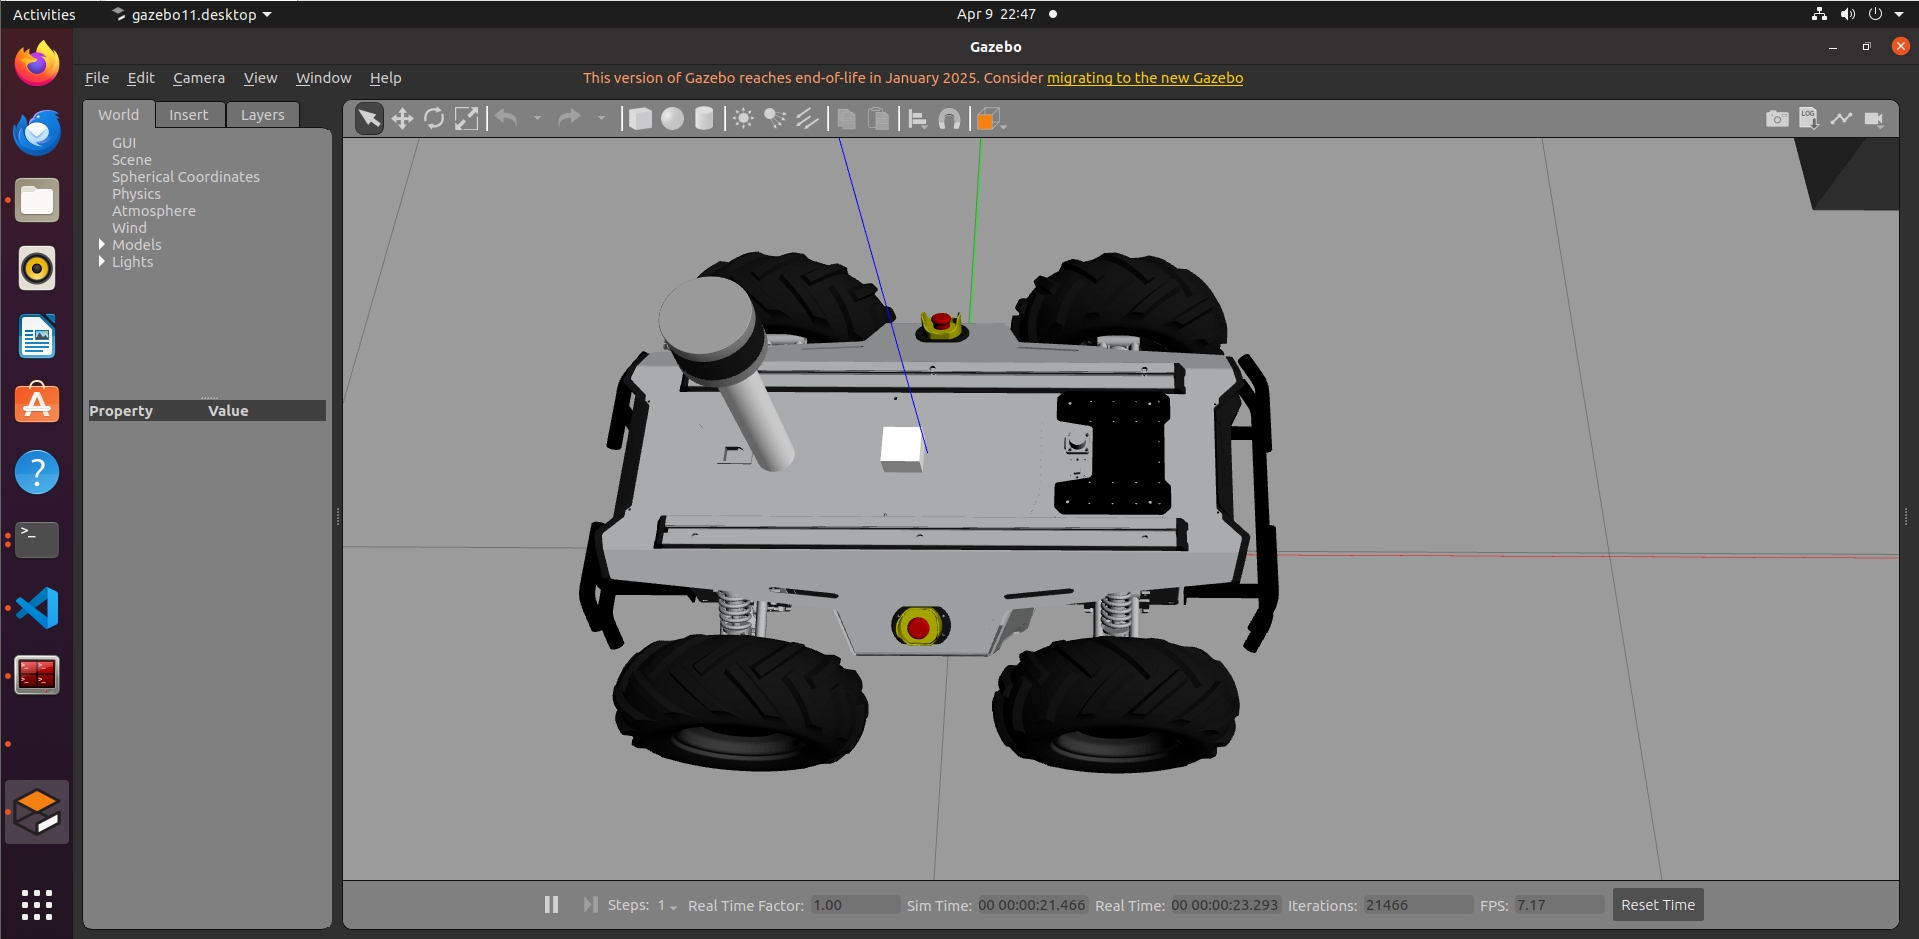 Activities
gazebo11.desktop
Apr 9 22:47
Gazebo
File Edit Camera View Window Help
This version of Gazebo reaches end-of-life in January 2025. Consider migrating to the new Gazebo
World Insert Layers
LOG
GUI
Scene
Spherical Coordinates
Physics
Atmosphere
Wind
Models
Lights
Property Value
Steps: 1 Real Time Factor: 1.00 Sim Time: 00 00:00:21.466 Real Time: 00 00:00:23.293 Iterations: 21466 FPS: 7.17 Reset Time